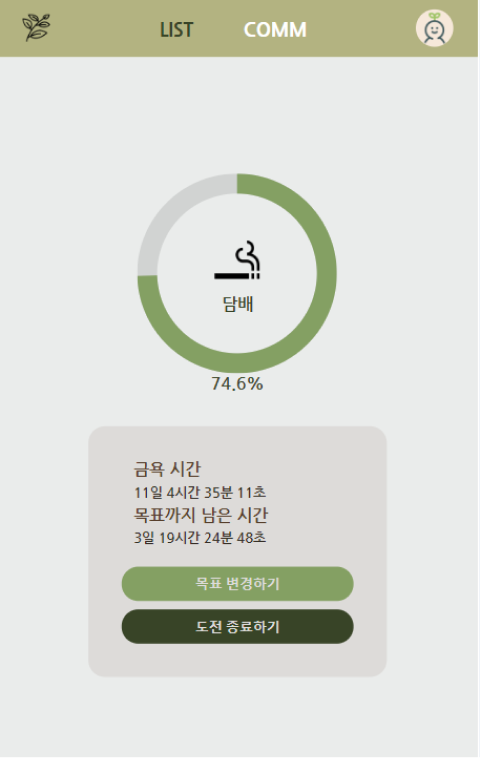 LIST COMM
담배
74.6%
금욕 시간
11일 4시간 35분 11초
목표까지 남은 시간
3일 19시간 24분 48초
목표 변경하기
도전 종료하기